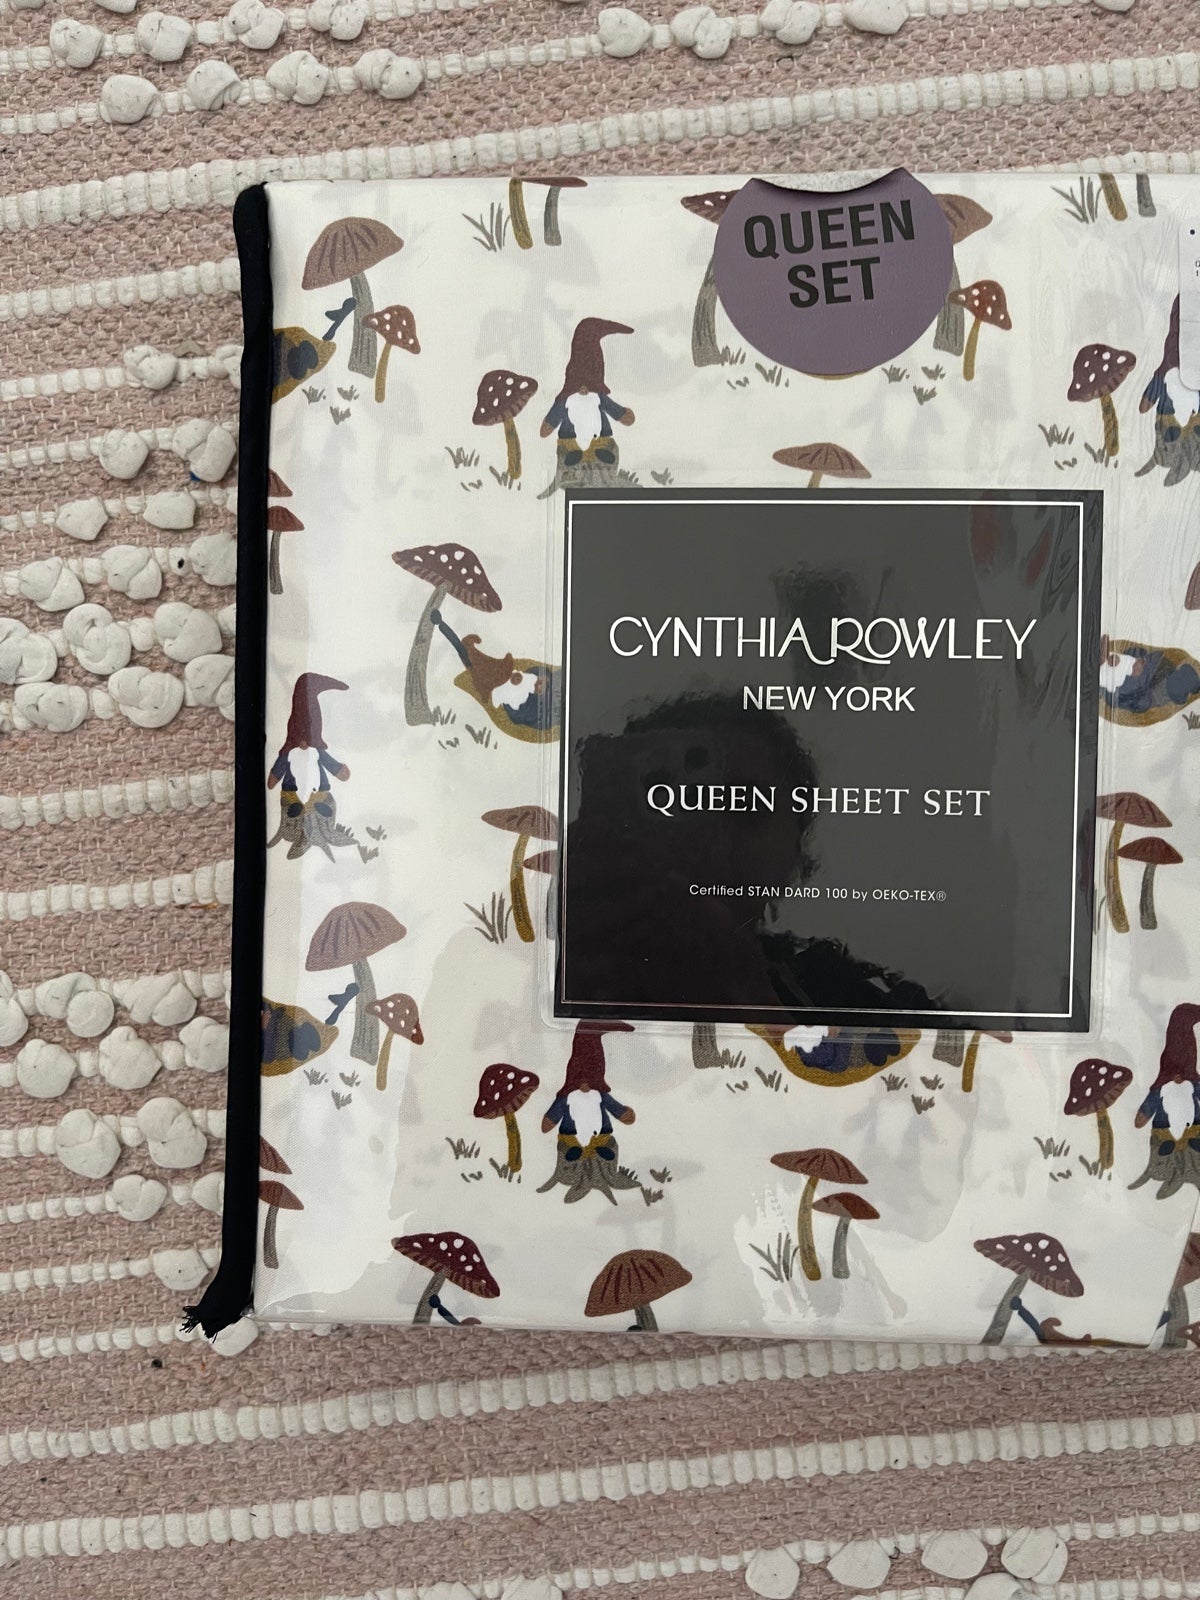 QUEEN
SET
CYNTHIA ROWLEY
NEW YORK
QUEEN SHEET SET
Certified STAN DARD 100 by OEKO-TEX®